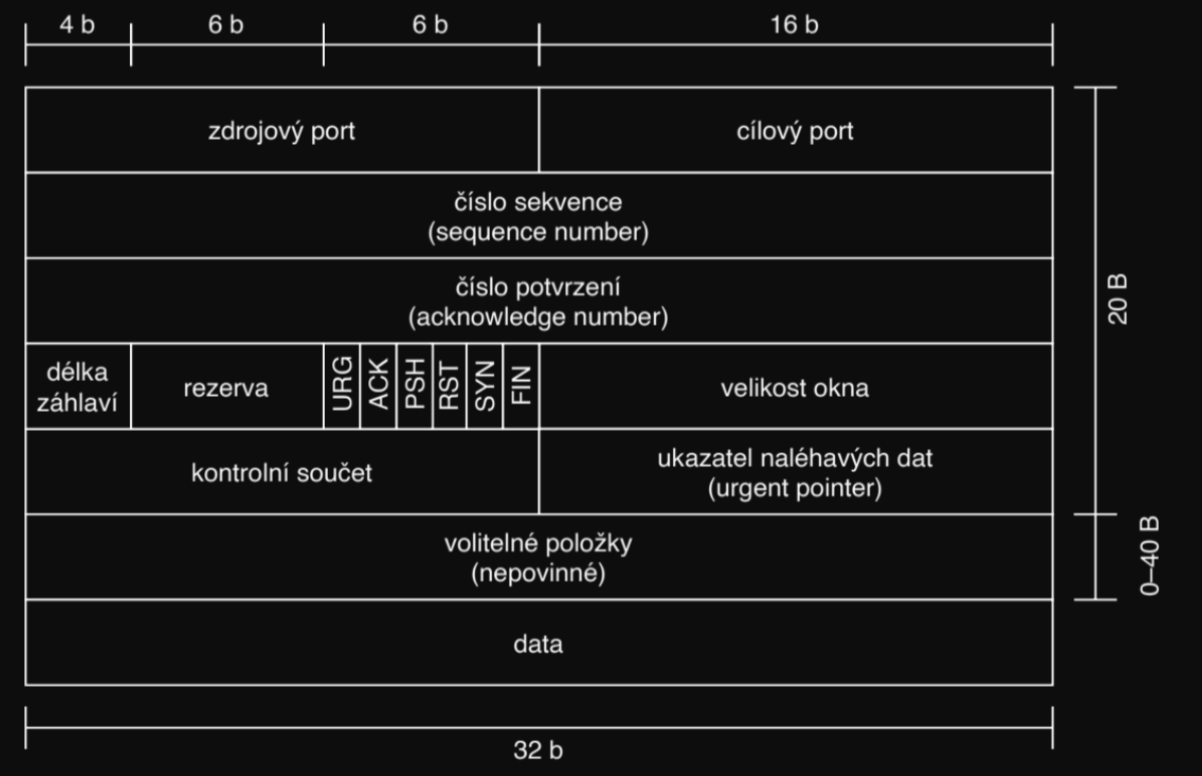 4 b
6 b
6 b
16 b
zdrojový port
cílový port
číslo sekvence
(sequence number)
číslo potvrzení
(acknowledge number)
20 B
délka
záhlaví
rezerva
URG
ACK
PSH
RST
SYN
FIN
velikost okna
kontrolní součet
ukazatel naléhavých dat
(urgent pointer)
volitelné položky
(nepovinné)
0–40 B
data
32 b